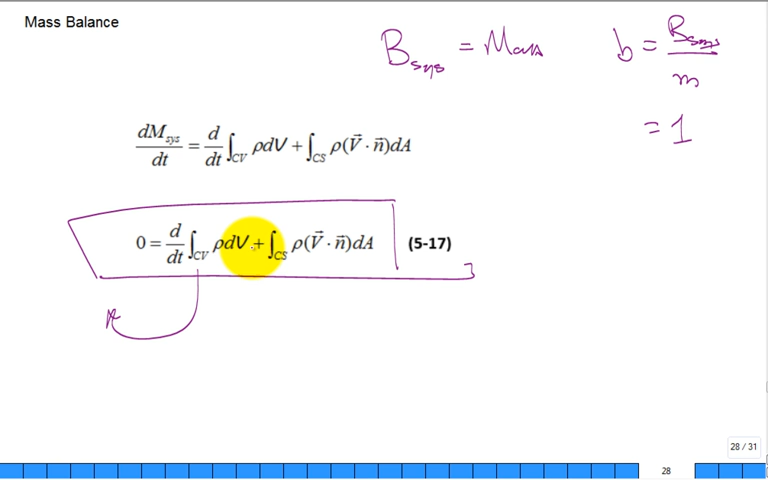 Mass Balance
B_sys = Mass
b = B_sys / m
= 1
dM_sys/dt = d/dt ∫_CV ρdV + ∫_CS ρ(V⃗ · n⃗)dA
0 = d/dt ∫_CV ρdV + ∫_CS ρ(V⃗ · n⃗)dA (5-17)
28 / 31
28